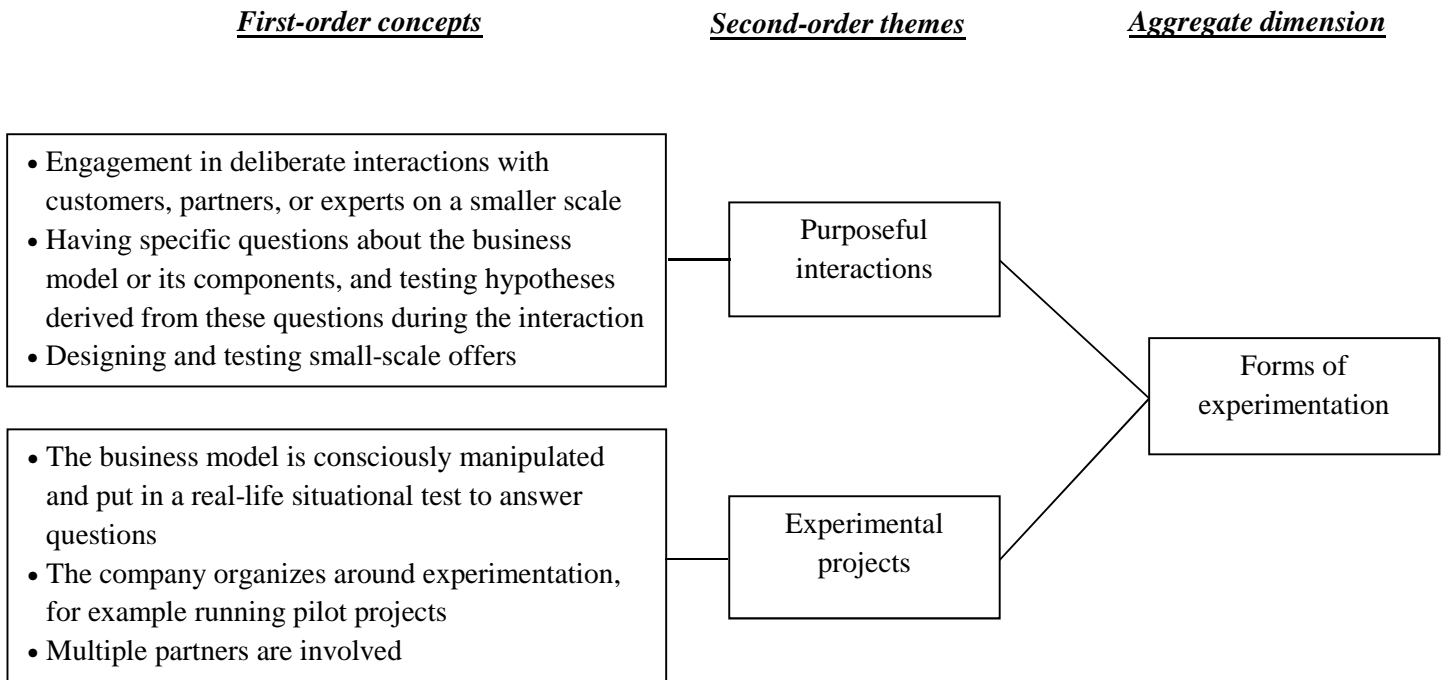 First-order concepts
Second-order themes
Aggregate dimension
• Engagement in deliberate interactions with
customers, partners, or experts on a smaller scale
• Having specific questions about the business
model or its components, and testing hypotheses
derived from these questions during the interaction
• Designing and testing small-scale offers
Purposeful
interactions
Forms of
experimentation
• The business model is consciously manipulated
and put in a real-life situational test to answer
questions
• The company organizes around experimentation,
for example running pilot projects
• Multiple partners are involved
Experimental
projects